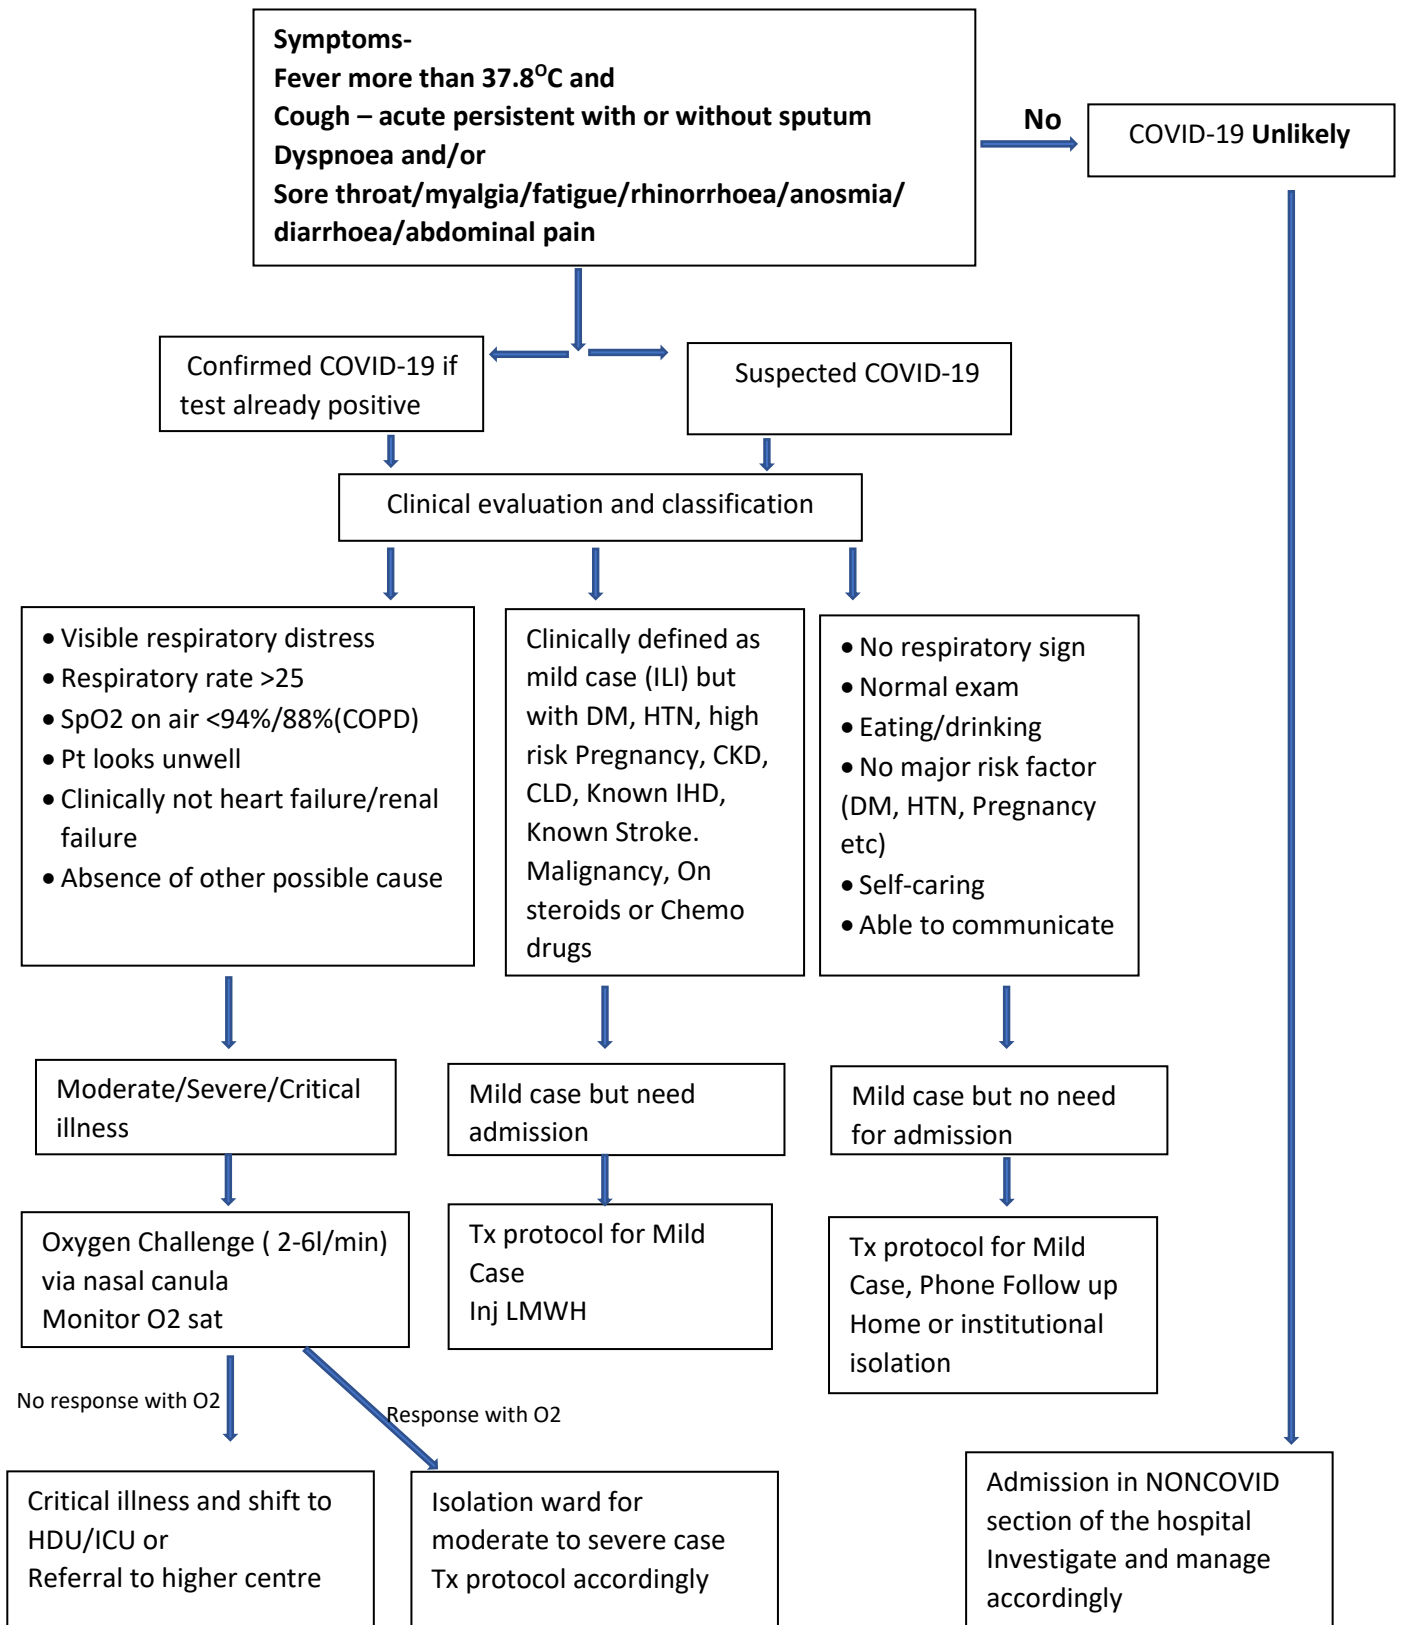 Symptoms-
Fever more than 37.8⁰C and
Cough – acute persistent with or without sputum
Dyspnoea and/or
Sore throat/myalgia/fatigue/rhinorrhoea/anosmia/
diarrhoea/abdominal pain
No
COVID-19 Unlikely
Confirmed COVID-19 if
test already positive
Suspected COVID-19
Clinical evaluation and classification
• Visible respiratory distress
• Respiratory rate >25
• SpO2 on air <94%/88%(COPD)
• Pt looks unwell
• Clinically not heart failure/renal
failure
• Absence of other possible cause
Clinically defined as
mild case (ILI) but
with DM, HTN, high
risk Pregnancy, CKD,
CLD, Known IHD,
Known Stroke.
Malignancy, On
steroids or Chemo
drugs
• No respiratory sign
• Normal exam
• Eating/drinking
• No major risk factor
(DM, HTN, Pregnancy
etc)
• Self-caring
• Able to communicate
Moderate/Severe/Critical
illness
Mild case but need
admission
Mild case but no need
for admission
Oxygen Challenge ( 2-6l/min)
via nasal canula
Monitor O2 sat
Tx protocol for Mild
Case
Inj LMWH
Tx protocol for Mild
Case, Phone Follow up
Home or institutional
isolation
No response with O2
Response with O2
Critical illness and shift to
HDU/ICU or
Referral to higher centre
Isolation ward for
moderate to severe case
Tx protocol accordingly
Admission in NONCOVID
section of the hospital
Investigate and manage
accordingly